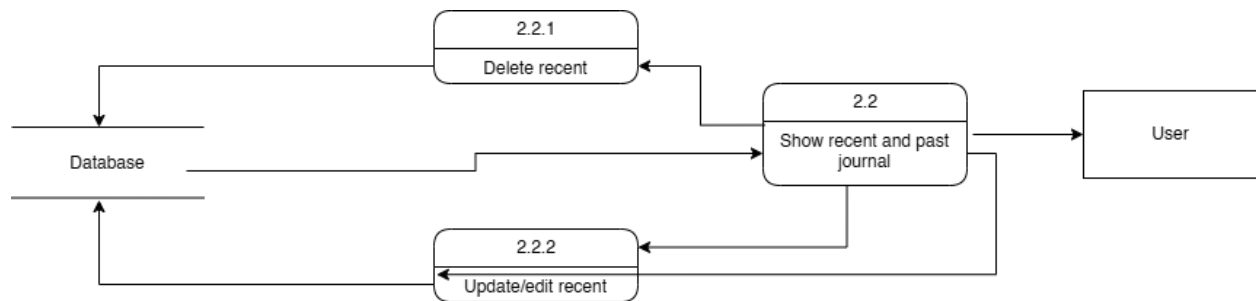 2.2.1
Delete recent
2.2
Show recent and past
journal
User
Database
2.2.2
Update/edit recent